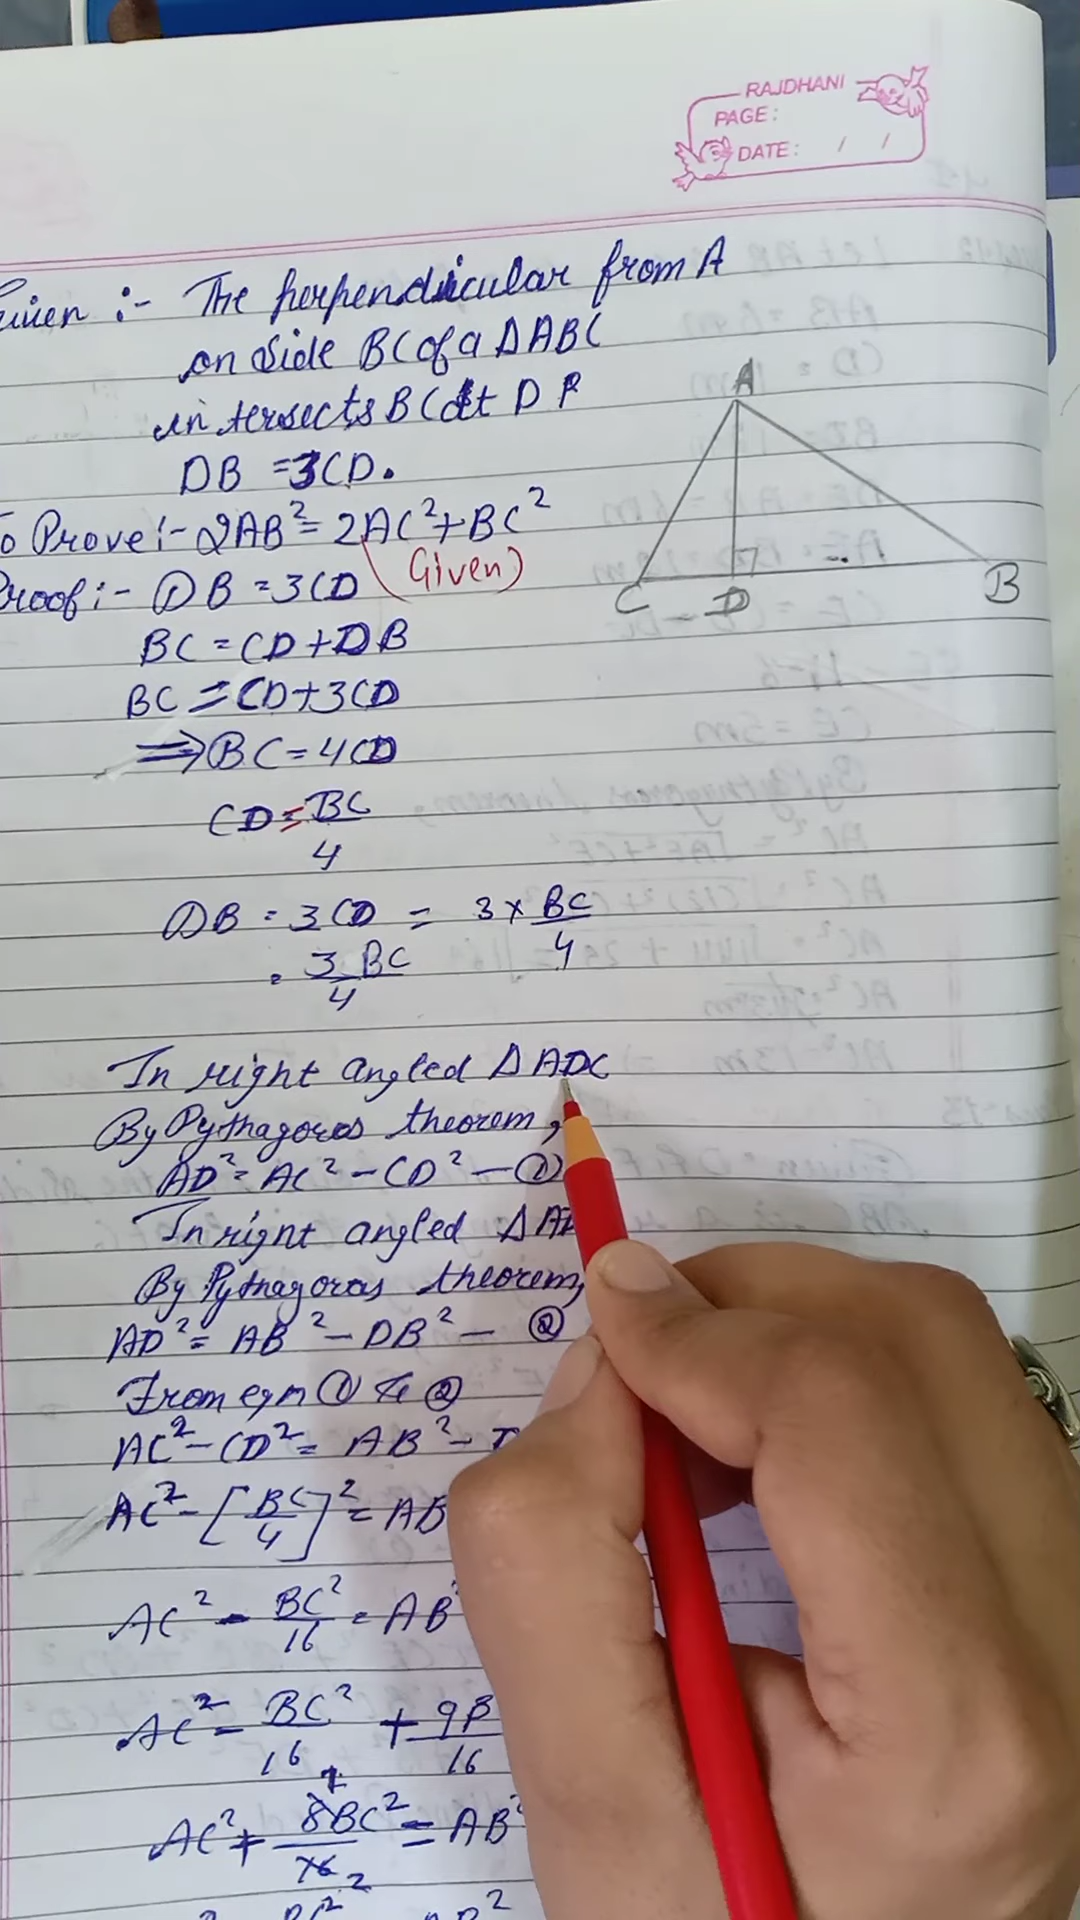 RAJDHANI
PAGE:
DATE: / /
Given :- The perpendicular from A
on side BC of a ΔABC
intersects BC at D
DB = 3CD.
To Prove :- 2AB² = 2AC² + BC²
Proof :- DB = 3CD (Given)
BC = CD + DB
BC = CD + 3CD
⇒ BC = 4CD
CD = BC/4
DB = 3CD = 3 × BC/4
= 3/4 BC
A
C D B
In right angled Δ ADC
By Pythagoras theorem,
AD² = AC² - CD² - ①
In right angled Δ
By Pythagoras theorem,
AD² = AB² - DB² - ②
From eqn ① & ②
AC² - CD² = AB² -
AC² - [BC/4]² = AB
AC² - BC²/16 = AB²
AC² - BC²/16 + 9B/16
AC² + 8BC²/16 = AB²
2